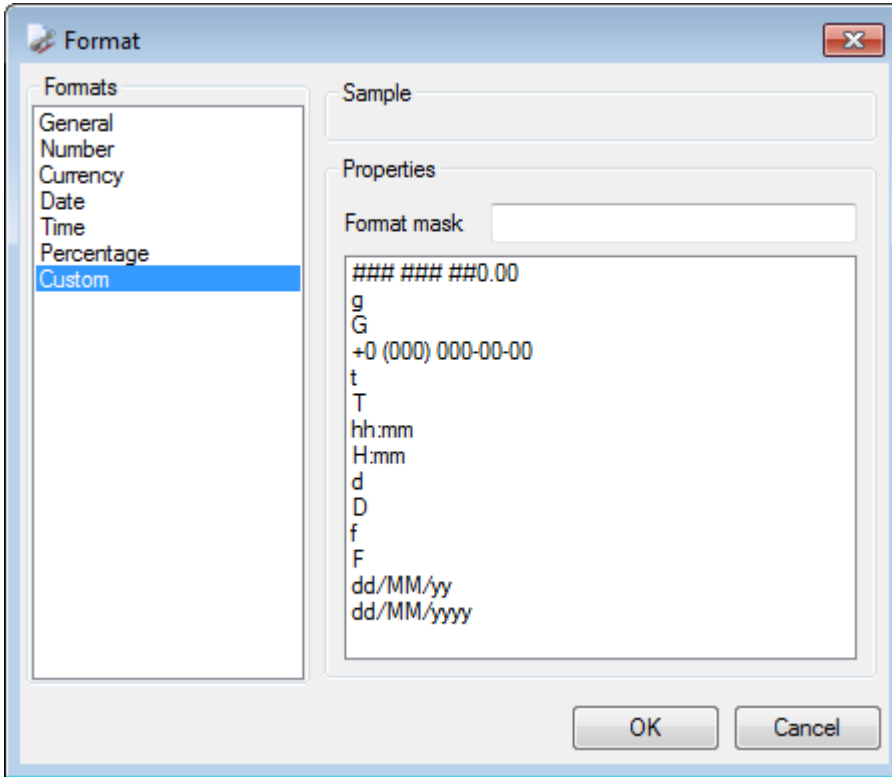 Format
Formats
General
Number
Currency
Date
Time
Percentage
Custom
Sample
Properties
Format mask
### ### ##0.00
g
G
+0 (000) 000-00-00
t
T
hh:mm
H:mm
d
D
f
F
dd/MM/yy
dd/MM/yyyy
OK
Cancel